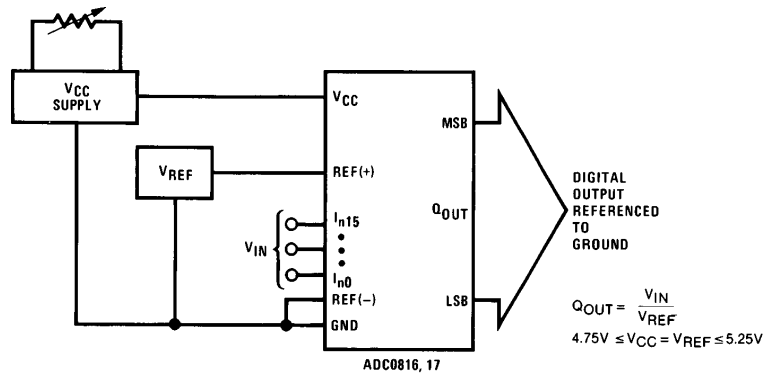 VCC
SUPPLY
VCC
MSB
VREF
REF(+)
DIGITAL
OUTPUT
REFERENCED
TO
GROUND
QOUT
In15
VIN
In0
REF(−)
LSB
GND
QOUT = VIN / VREF
4.75V ≤ VCC = VREF ≤ 5.25V
ADC0816, 17